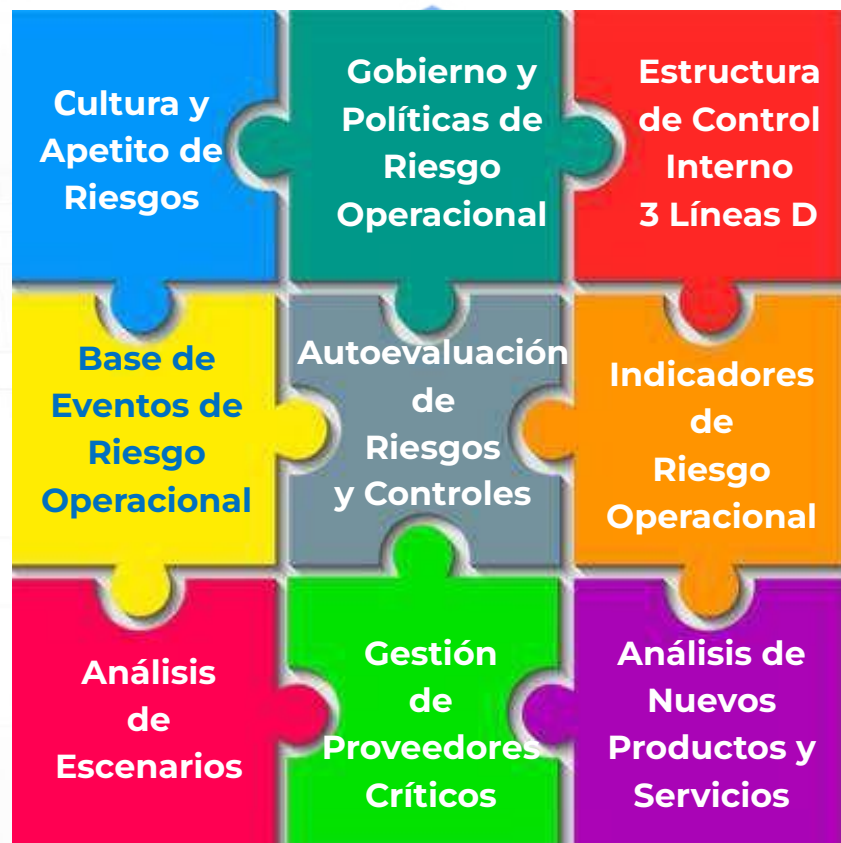 Cultura y
Apetito de
Riesgos
Gobierno y
Políticas de
Riesgo
Operacional
Estructura
de Control
Interno
3 Líneas D
Base de
Eventos de
Riesgo
Operacional
Autoevaluación
de
Riesgos
y Controles
Indicadores
de
Riesgo
Operacional
Análisis
de
Escenarios
Gestión
de
Proveedores
Críticos
Análisis de
Nuevos
Productos y
Servicios